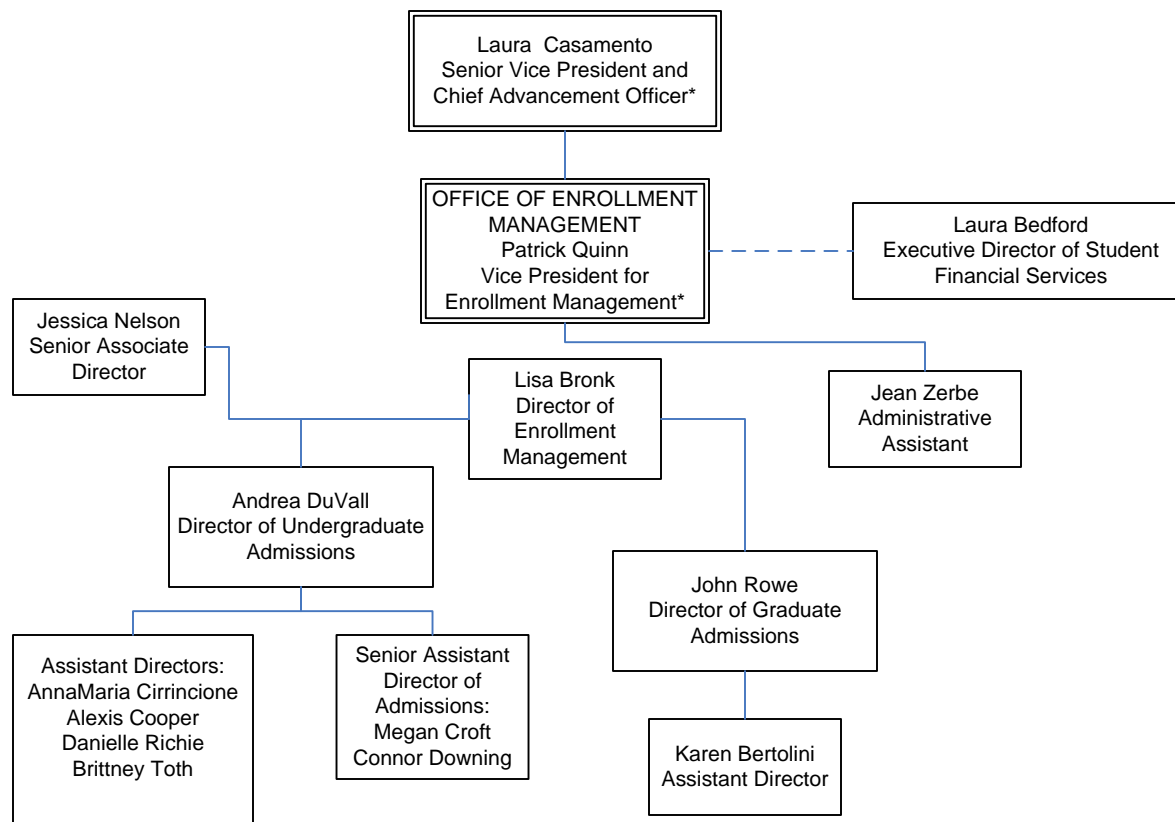 Laura Casamento
Senior Vice President and
Chief Advancement Officer*
OFFICE OF ENROLLMENT
MANAGEMENT
Patrick Quinn
Vice President for
Enrollment Management*
Laura Bedford
Executive Director of Student
Financial Services
Jessica Nelson
Senior Associate
Director
Lisa Bronk
Director of
Enrollment
Management
Jean Zerbe
Administrative
Assistant
Andrea DuVall
Director of Undergraduate
Admissions
John Rowe
Director of Graduate
Admissions
Assistant Directors:
AnnaMaria Cirrincione
Alexis Cooper
Danielle Richie
Brittney Toth
Senior Assistant
Director of
Admissions:
Megan Croft
Connor Downing
Karen Bertolini
Assistant Director